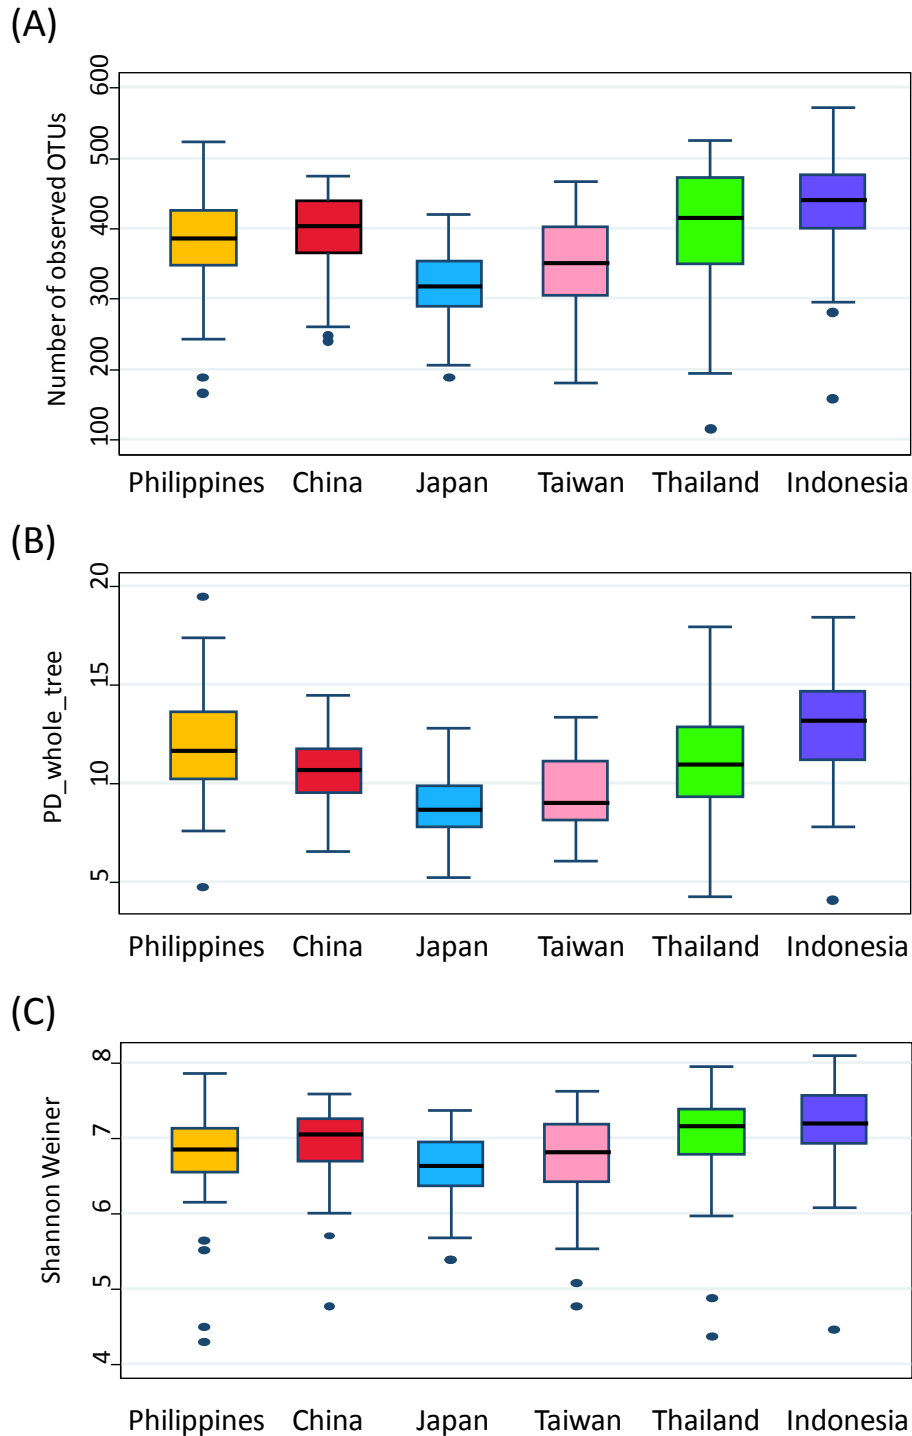 (A)
Number of observed OTUs
600
500
400
300
200
100
Philippines China Japan Taiwan Thailand Indonesia
(B)
PD_whole_tree
20
15
10
5
Philippines China Japan Taiwan Thailand Indonesia
(C)
Shannon Weiner
8
7
6
5
4
Philippines China Japan Taiwan Thailand Indonesia